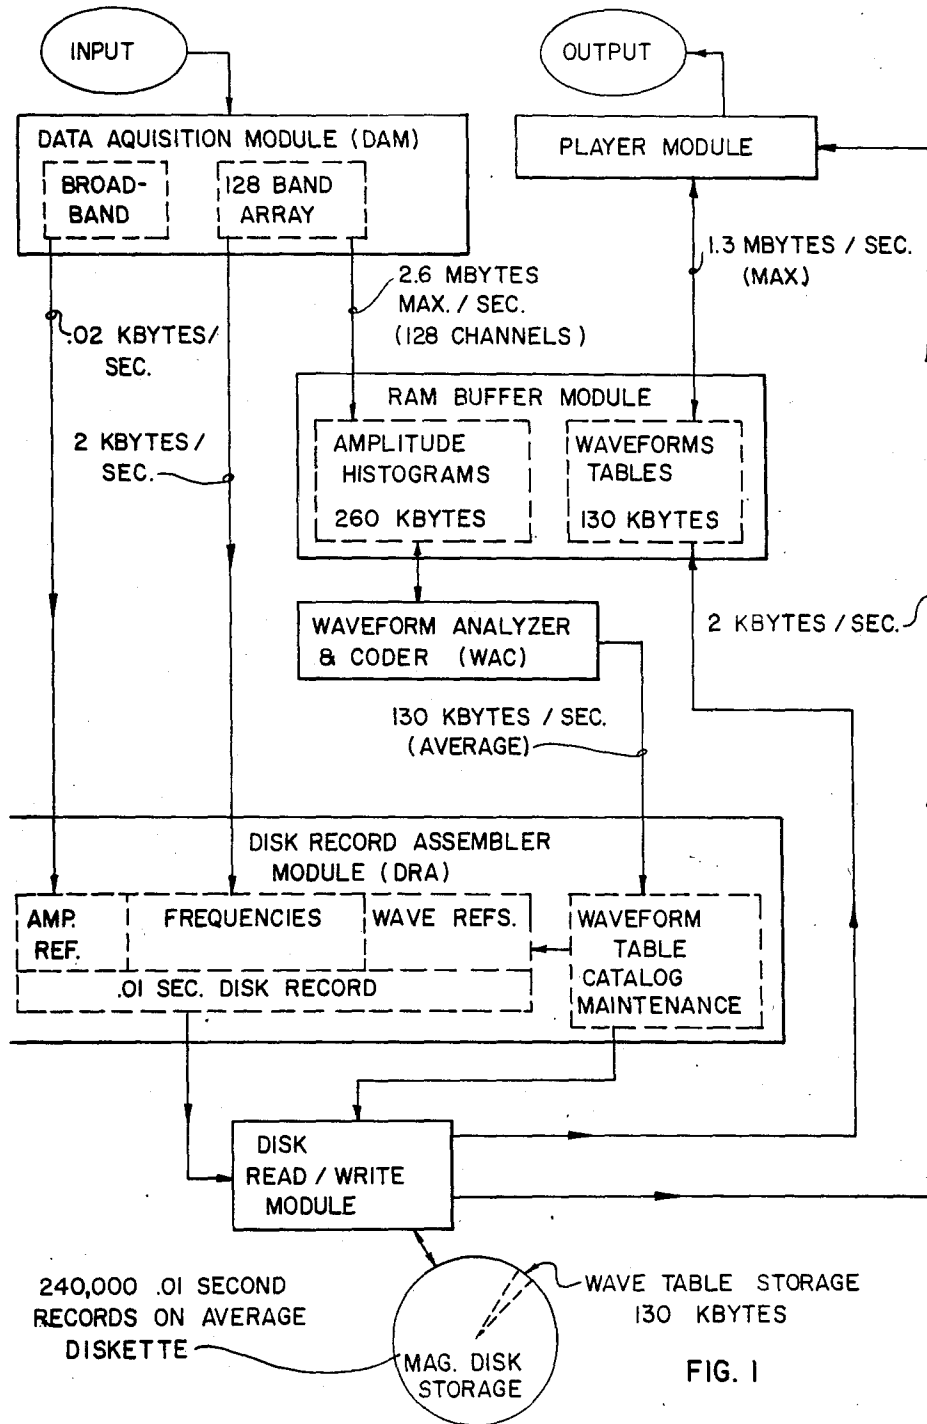 INPUT
OUTPUT
DATA AQUISITION MODULE (DAM)
BROAD-
BAND
128 BAND
ARRAY
PLAYER MODULE
2.6 MBYTES
MAX. / SEC.
(128 CHANNELS)
1.3 MBYTES / SEC.
(MAX.)
.02 KBYTES/
SEC.
2 KBYTES /
SEC.
RAM BUFFER MODULE
AMPLITUDE
HISTOGRAMS
260 KBYTES
WAVEFORMS
TABLES
130 KBYTES
WAVEFORM ANALYZER
& CODER (WAC)
2 KBYTES / SEC.
130 KBYTES / SEC.
(AVERAGE)
DISK RECORD ASSEMBLER
MODULE (DRA)
AMP.
REF.
FREQUENCIES
WAVE REFS.
.01 SEC. DISK RECORD
WAVEFORM
TABLE
CATALOG
MAINTENANCE
DISK
READ / WRITE
MODULE
240,000 .01 SECOND
RECORDS ON AVERAGE
DISKETTE
WAVE TABLE STORAGE
130 KBYTES
MAG. DISK
STORAGE
FIG. 1